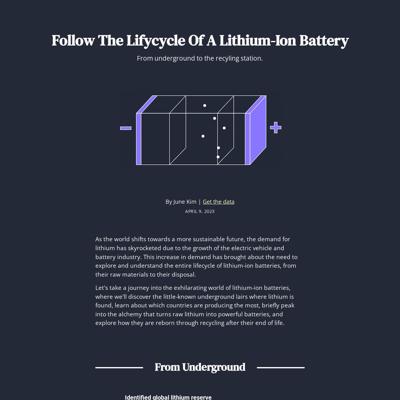 Follow The Lifycycle Of A Lithium-Ion Battery
From underground to the recyling station.
− +
By June Kim | Get the data
APRIL 9, 2023
As the world shifts towards a more sustainable future, the demand for
lithium has skyrocketed due to the growth of the electric vehicle and
battery industry. This increase in demand has brought about the need to
explore and understand the entire lifecycle of lithium-ion batteries, from
their raw materials to their disposal.
Let's take a journey into the exhilarating world of lithium-ion batteries,
where we'll discover the little-known underground lairs where lithium is
found, learn about which countries are producing the most, briefly peak
into the alchemy that turns raw lithium into powerful batteries, and
explore how they are reborn through recycling after their end of life.
From Underground
Identified global lithium reserve